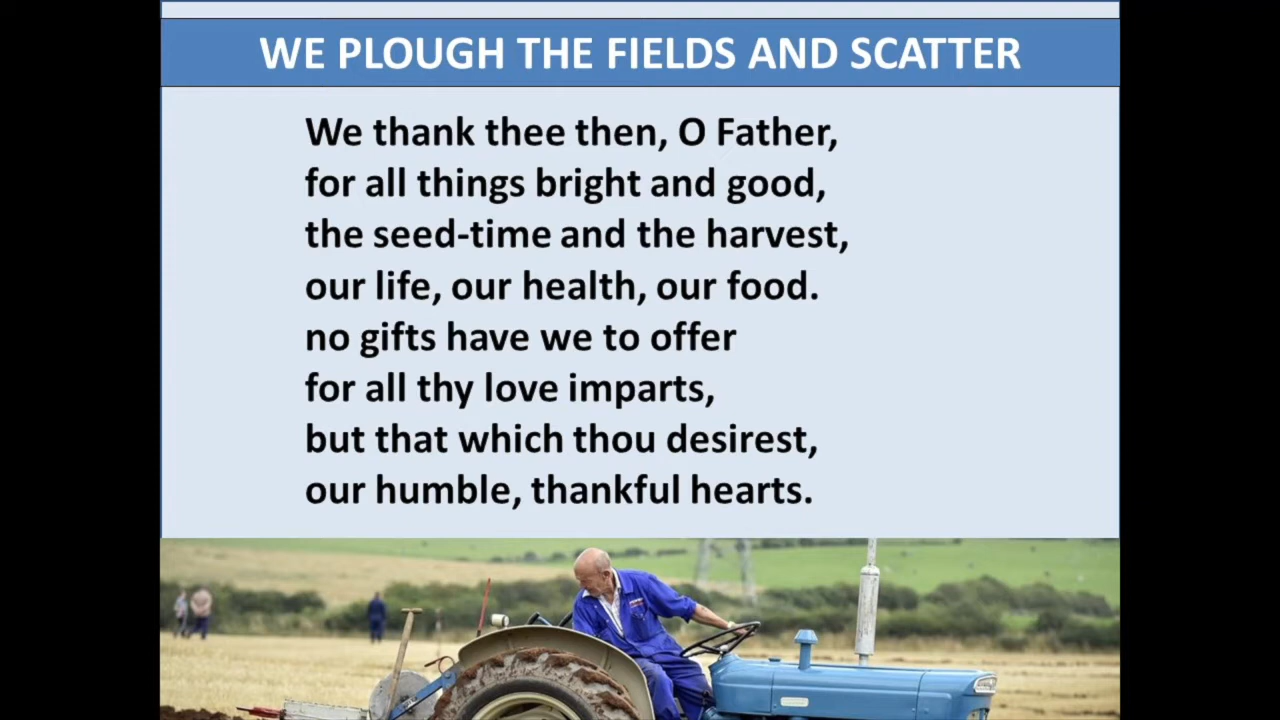 WE PLOUGH THE FIELDS AND SCATTER
We thank thee then, O Father,
for all things bright and good,
the seed-time and the harvest,
our life, our health, our food.
no gifts have we to offer
for all thy love imparts,
but that which thou desirest,
our humble, thankful hearts.